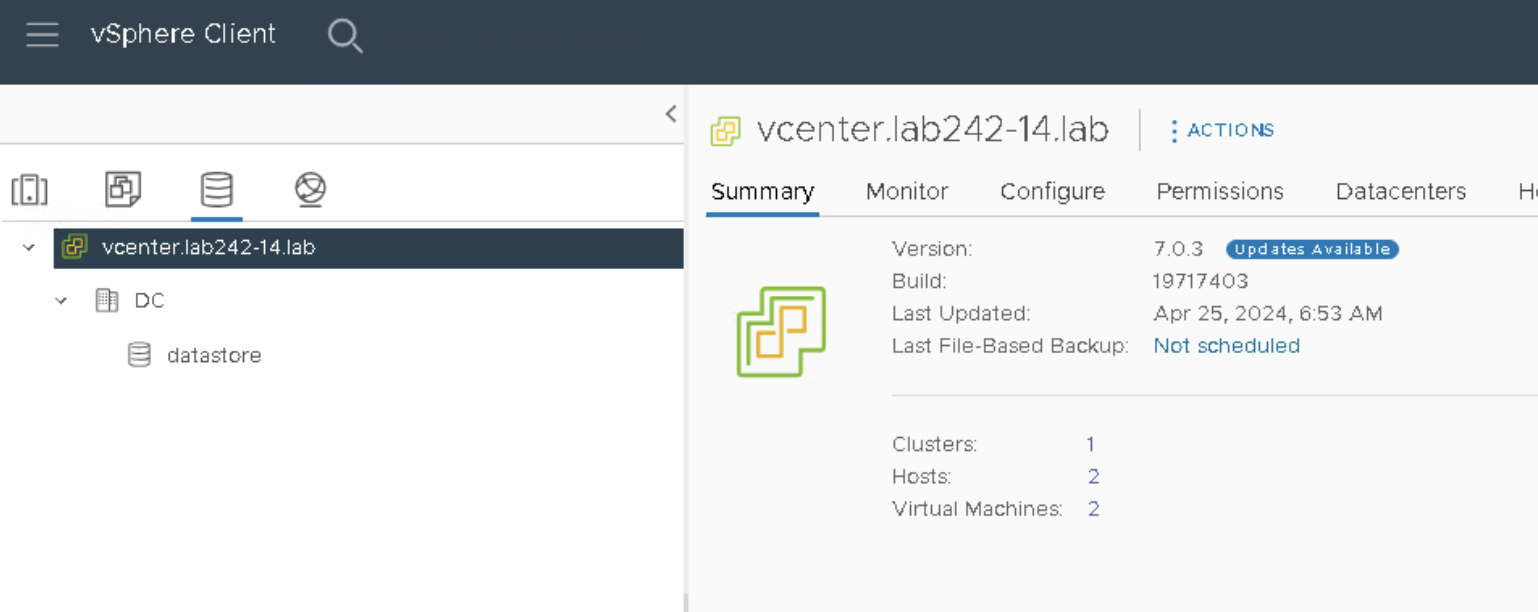 vSphere Client
vcenter.lab242-14.lab
DC
datastore
vcenter.lab242-14.lab
ACTIONS
Summary Monitor Configure Permissions Datacenters
Version: 7.0.3 Updates Available
Build: 19717403
Last Updated: Apr 25, 2024, 6:53 AM
Last File-Based Backup: Not scheduled
Clusters: 1
Hosts: 2
Virtual Machines: 2